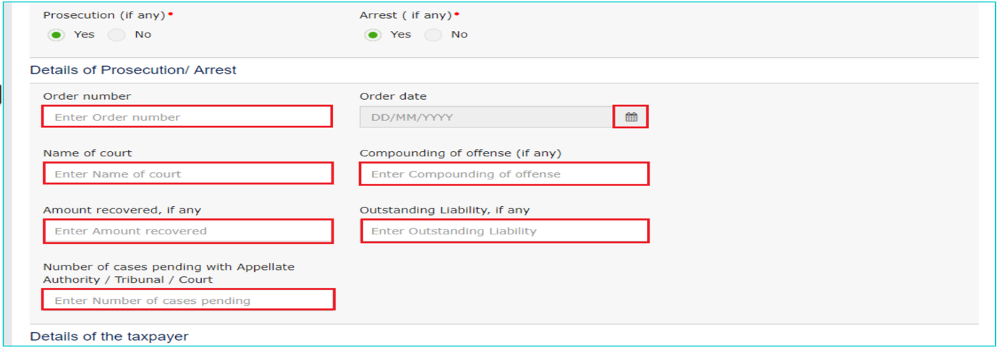 Prosecution (if any)• Arrest ( if any)•
Yes No Yes No
Details of Prosecution/ Arrest
Order number Order date
Enter Order number DD/MM/YYYY
Name of court Compounding of offense (if any)
Enter Name of court Enter Compounding of offense
Amount recovered, if any Outstanding Liability, if any
Enter Amount recovered Enter Outstanding Liability
Number of cases pending with Appellate
Authority / Tribunal / Court
Enter Number of cases pending
Details of the taxpayer